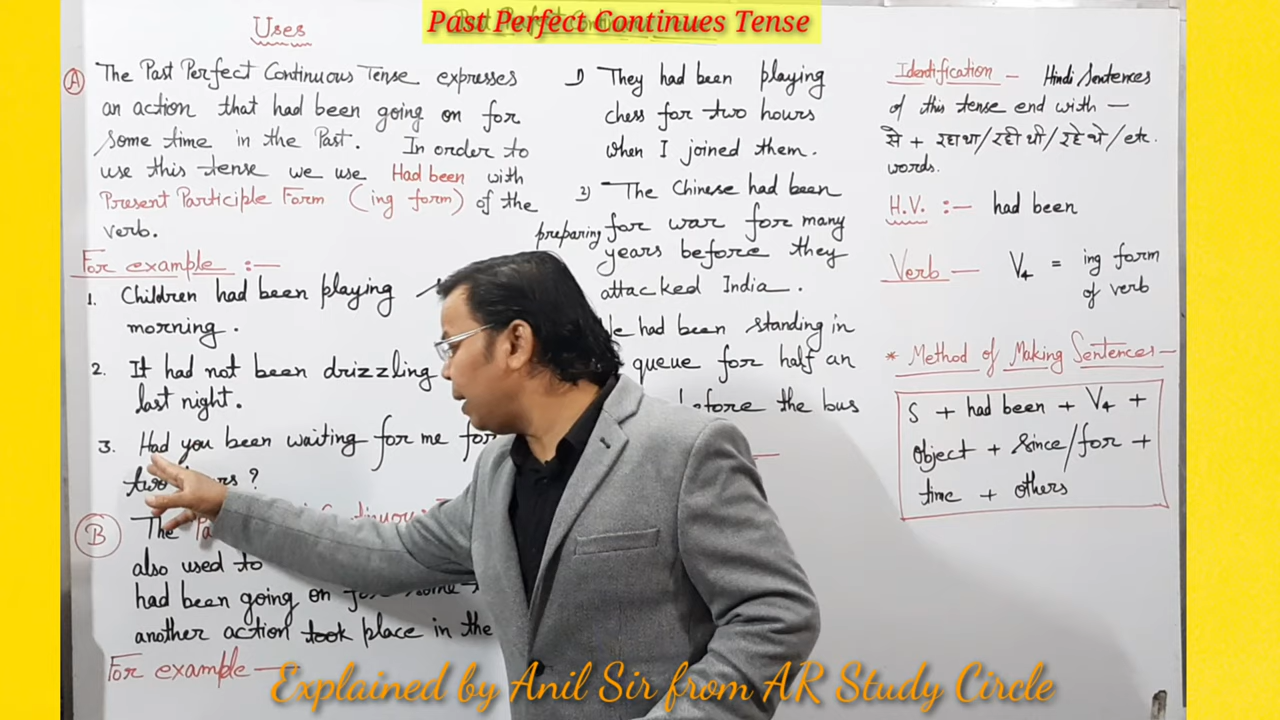 Past Perfect Continues Tense
Uses
A The Past Perfect Continuous Tense expresses
an action that had been going on for
some time in the Past. In order to
use this tense we use Had been with
Present Participle Form (ing form) of the
verb.
For example :—
1. Children had been playing
morning.
2. It had not been drizzling
last night.
3. Had you been waiting for me for
two ?
B The
also used to
had been going on for some
another action took place in the
For example —
1) They had been playing
chess for two hours
when I joined them.
2) The Chinese had been
preparing for war for many
years before they
attacked India.
had been standing in
queue for half an
before the bus
Identification — Hindi Sentences
of this tense end with —
से + रहा था/रही थी/रहे थे/etc.
words.
H.V. :— had been
Verb — V4 = ing form
of verb
* Method of Making Sentences —
S + had been + V4 +
object + since/for +
time + others
Explained by Anil Sir from AR Study Circle